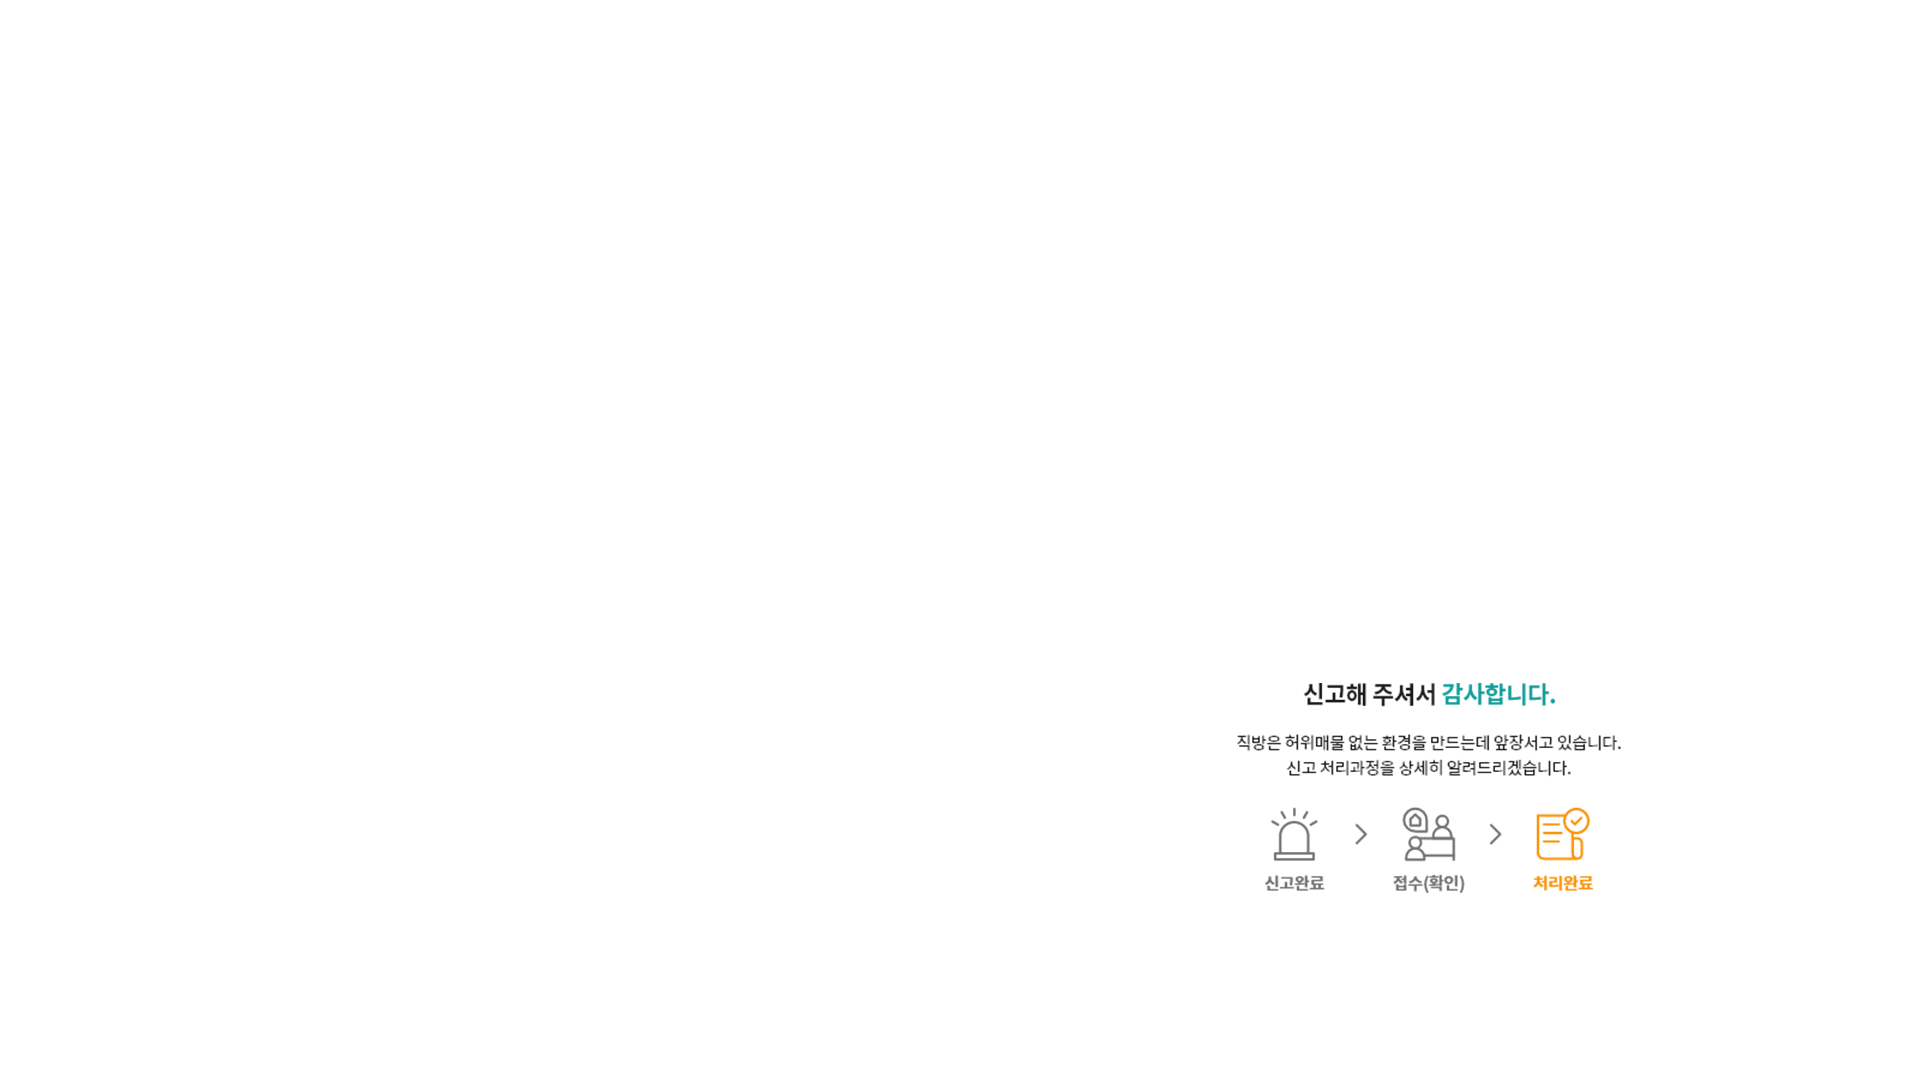 신고해 주셔서 감사합니다.
직방은 허위매물 없는 환경을 만드는데 앞장서고 있습니다.
신고 처리과정을 상세히 알려드리겠습니다.
신고완료
접수(확인)
처리완료